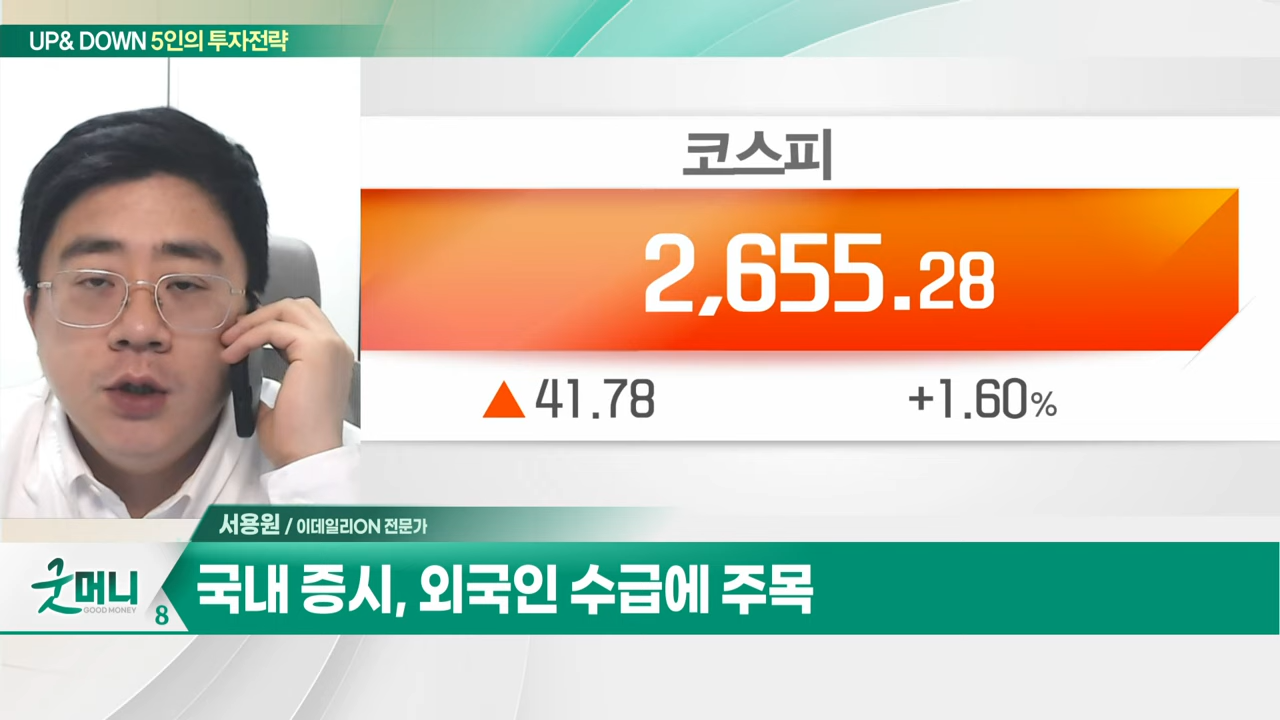 UP& DOWN 5인의 투자전략
코스피
2,655.28
▲41.78 +1.60%
서용원 / 이데일리ON 전문가
굿머니
GOOD MONEY
8
국내 증시, 외국인 수급에 주목